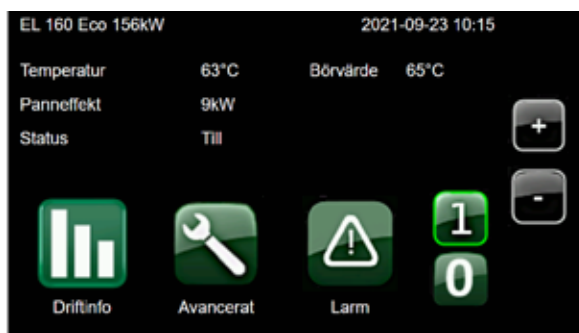 EL 160 Eco 156kW 2021-09-23 10:15
Temperatur 63°C Börvärde 65°C
Panneffekt 9kW
Status Till
+
-
1
0
Driftinfo Avancerat Larm